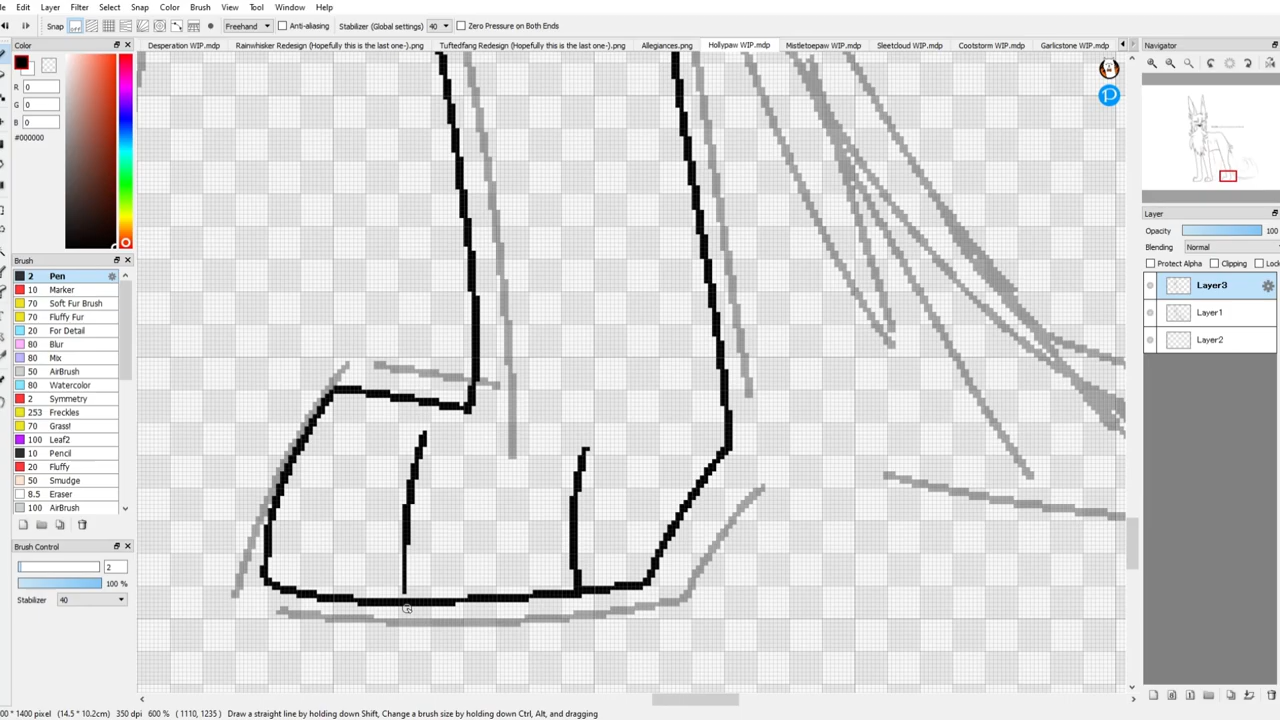 Edit Layer Filter Select Snap Color Brush View Tool Window Help
Snap off Freehand Anti-aliasing Stabilizer (Global settings) 40 Zero Pressure on Both Ends
Color
Desperation WIP.mdp Rainwhisker Redesign (Hopefully this is the last one-).png Tuftedfang Redesign (Hopefully this is the last one-).png Allegiances.png Hollypaw WIP.mdp Mistletoepaw WIP.mdp Sleetcloud WIP.mdp Cootstorm WIP.mdp Garlicstone WIP.mdp
Navigator
R 0
G 0
B 0
#000000
Brush
2 Pen
10 Marker
70 Soft Fur Brush
70 Fluffy Fur
20 For Detail
80 Blur
80 Mix
50 AirBrush
80 Watercolor
2 Symmetry
253 Freckles
70 Grass!
100 Leaf2
10 Pencil
20 Fluffy
50 Smudge
8.5 Eraser
100 AirBrush
Brush Control
2
100 %
Stabilizer 40
Layer
Opacity 100
Blending Normal
Protect Alpha Clipping Lock
Layer3
Layer1
Layer2
00 * 1400 pixel (14.5 * 10.2cm) 350 dpi 600 % ( 1110, 1235) Draw a straight line by holding down Shift, Change a brush size by holding down Ctrl, Alt, and dragging